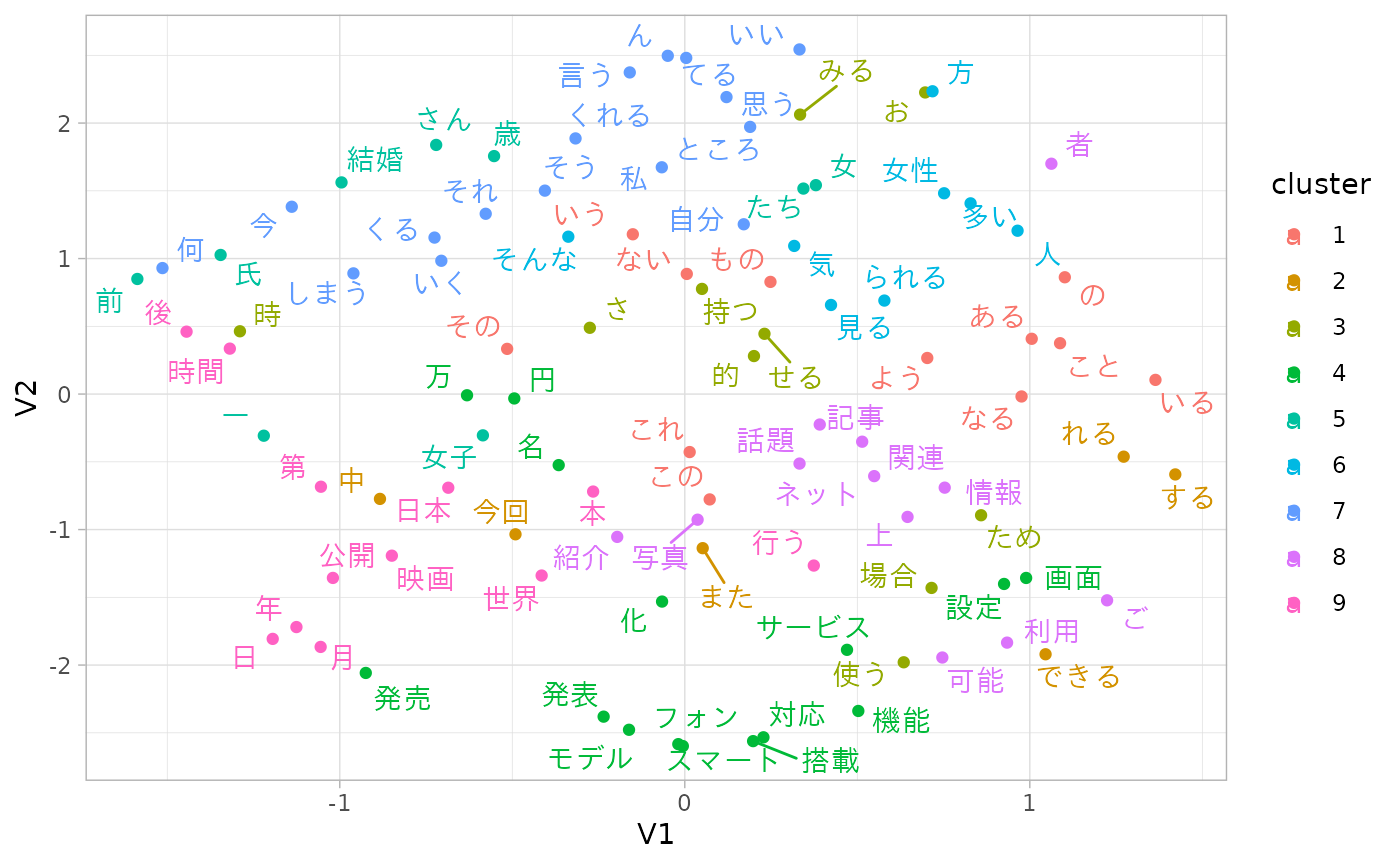 ん
いい
言う
てる
みる
方
思う
お
くれる
さん
歳
ところ
者
結婚
そう
私
女
女性
それ
いう
自分
たち
多い
今
くる
何
そんな
ない
もの
気
人
氏
いく
られる
しまう
の
前
後
時
さ
持つ
見る
ある
その
時間
的
せる
よう
こと
万
円
いる
一
なる
これ
話題
記事
れる
女子
名
関連
第
中
この
ネット
情報
する
日本
今回
本
上
ため
公開
紹介
写真
行う
映画
場合
画面
世界
また
設定
年
化
サービス
利用
ご
日
月
使う
可能
できる
発売
発表
フォン
対応
機能
モデル
スマート
搭載
2
1
0
-1
-2
V2
-1
0
1
V1
cluster
1
2
3
4
5
6
7
8
9